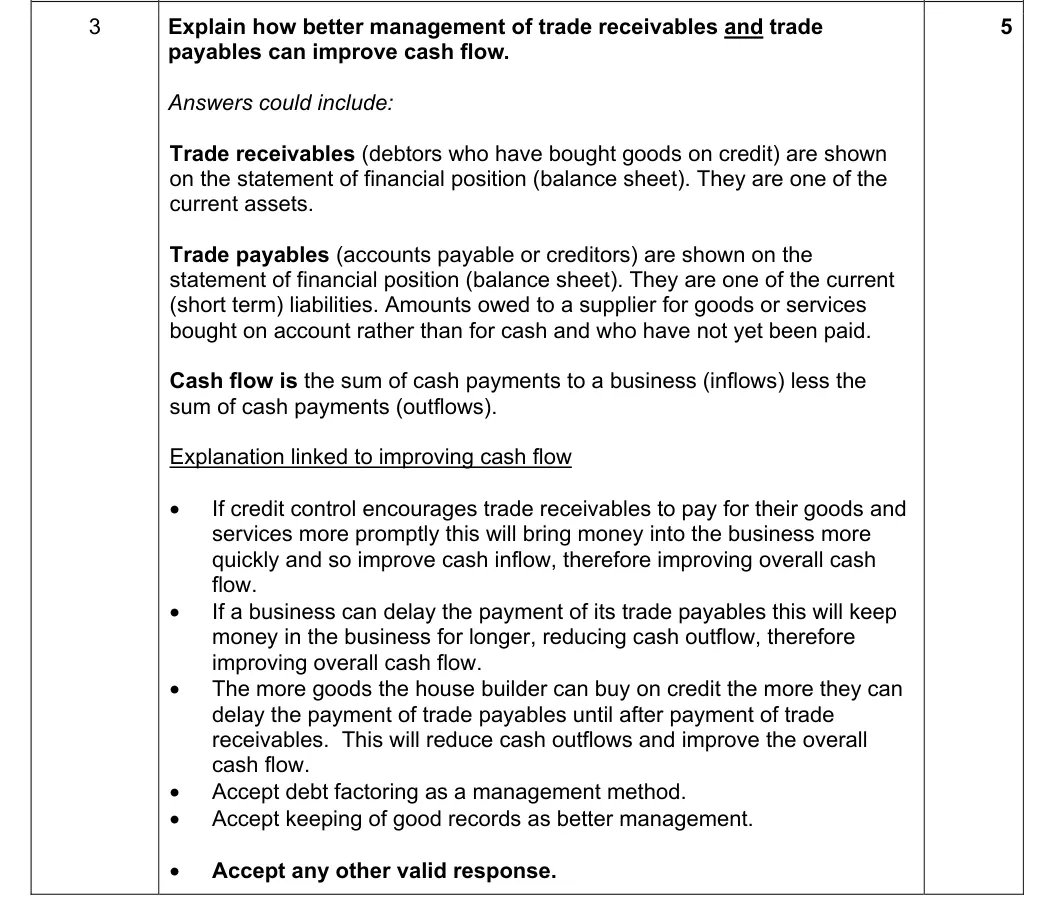 3 Explain how better management of trade receivables and trade 5
payables can improve cash flow.
Answers could include:
Trade receivables (debtors who have bought goods on credit) are shown
on the statement of financial position (balance sheet). They are one of the
current assets.
Trade payables (accounts payable or creditors) are shown on the
statement of financial position (balance sheet). They are one of the current
(short term) liabilities. Amounts owed to a supplier for goods or services
bought on account rather than for cash and who have not yet been paid.
Cash flow is the sum of cash payments to a business (inflows) less the
sum of cash payments (outflows).
Explanation linked to improving cash flow
• If credit control encourages trade receivables to pay for their goods and
services more promptly this will bring money into the business more
quickly and so improve cash inflow, therefore improving overall cash
flow.
• If a business can delay the payment of its trade payables this will keep
money in the business for longer, reducing cash outflow, therefore
improving overall cash flow.
• The more goods the house builder can buy on credit the more they can
delay the payment of trade payables until after payment of trade
receivables.  This will reduce cash outflows and improve the overall
cash flow.
• Accept debt factoring as a management method.
• Accept keeping of good records as better management.
• Accept any other valid response.